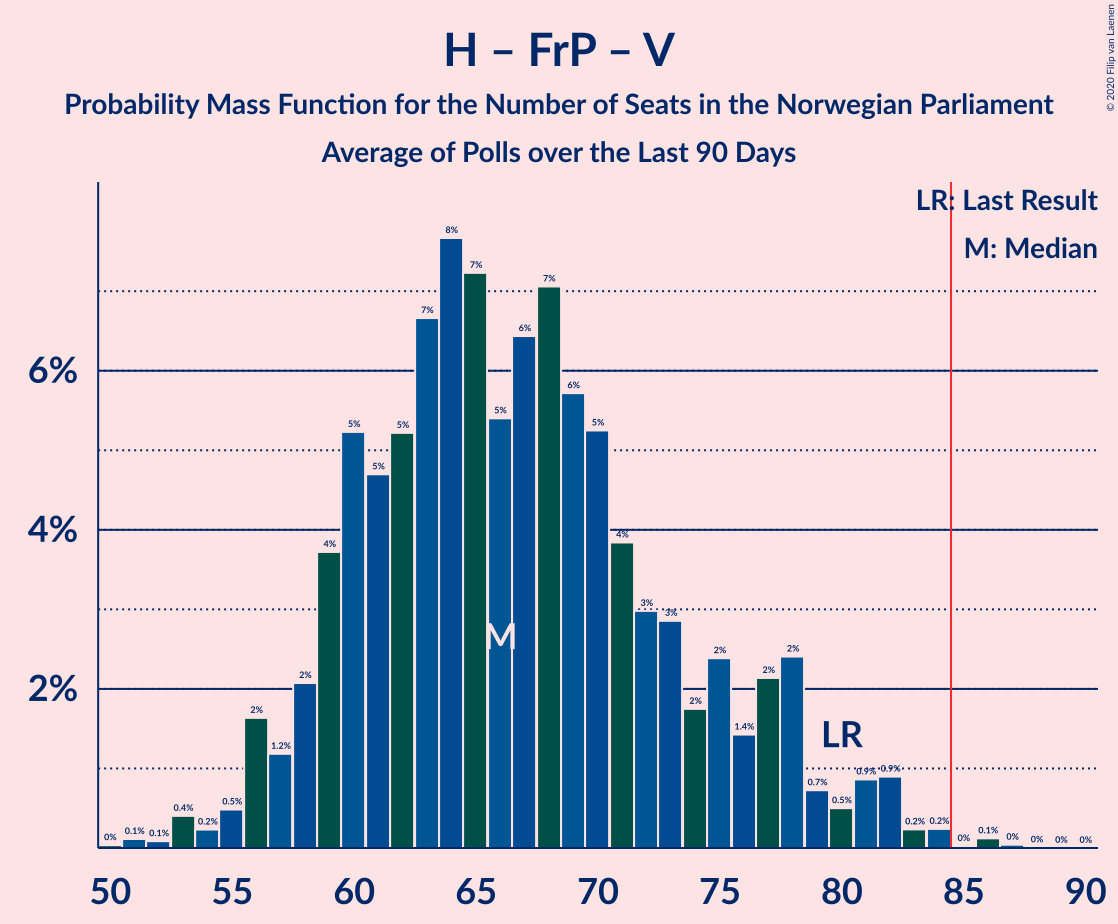 H – FrP – V
Probability Mass Function for the Number of Seats in the Norwegian Parliament
Average of Polls over the Last 90 Days
© 2020 Filip van Laenen
LR: Last Result
M: Median
6%
4%
2%
0% 0.1% 0.1% 0.4% 0.2% 0.5% 2% 1.2% 2% 4% 5% 5% 5% 7% 8% 7% 5% 6% 7% 6% 5% 4% 3% 3% 2% 2% 1.4% 2% 2% 0.7% 0.5% 0.9% 0.9% 0.2% 0.2% 0% 0.1% 0% 0% 0% 0%
M
LR
50 55 60 65 70 75 80 85 90